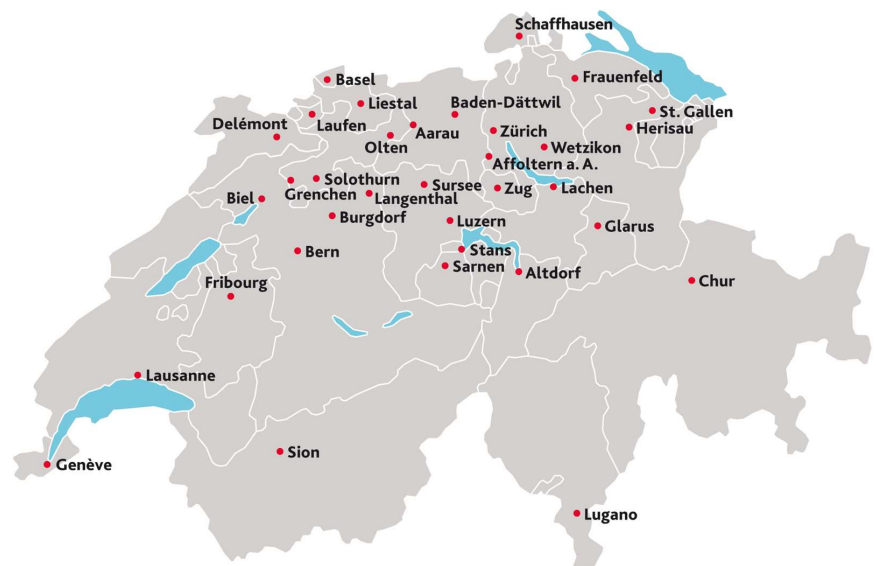 Schaffhausen
Basel
Frauenfeld
Liestal
Baden-Dättwil
St. Gallen
Delémont
Laufen
Aarau
Zürich
Herisau
Olten
Wetzikon
Affoltern a. A.
Solothurn
Sursee
Zug
Lachen
Grenchen
Langenthal
Biel
Burgdorf
Luzern
Glarus
Bern
Stans
Sarnen
Altdorf
Chur
Fribourg
Lausanne
Sion
Genève
Lugano